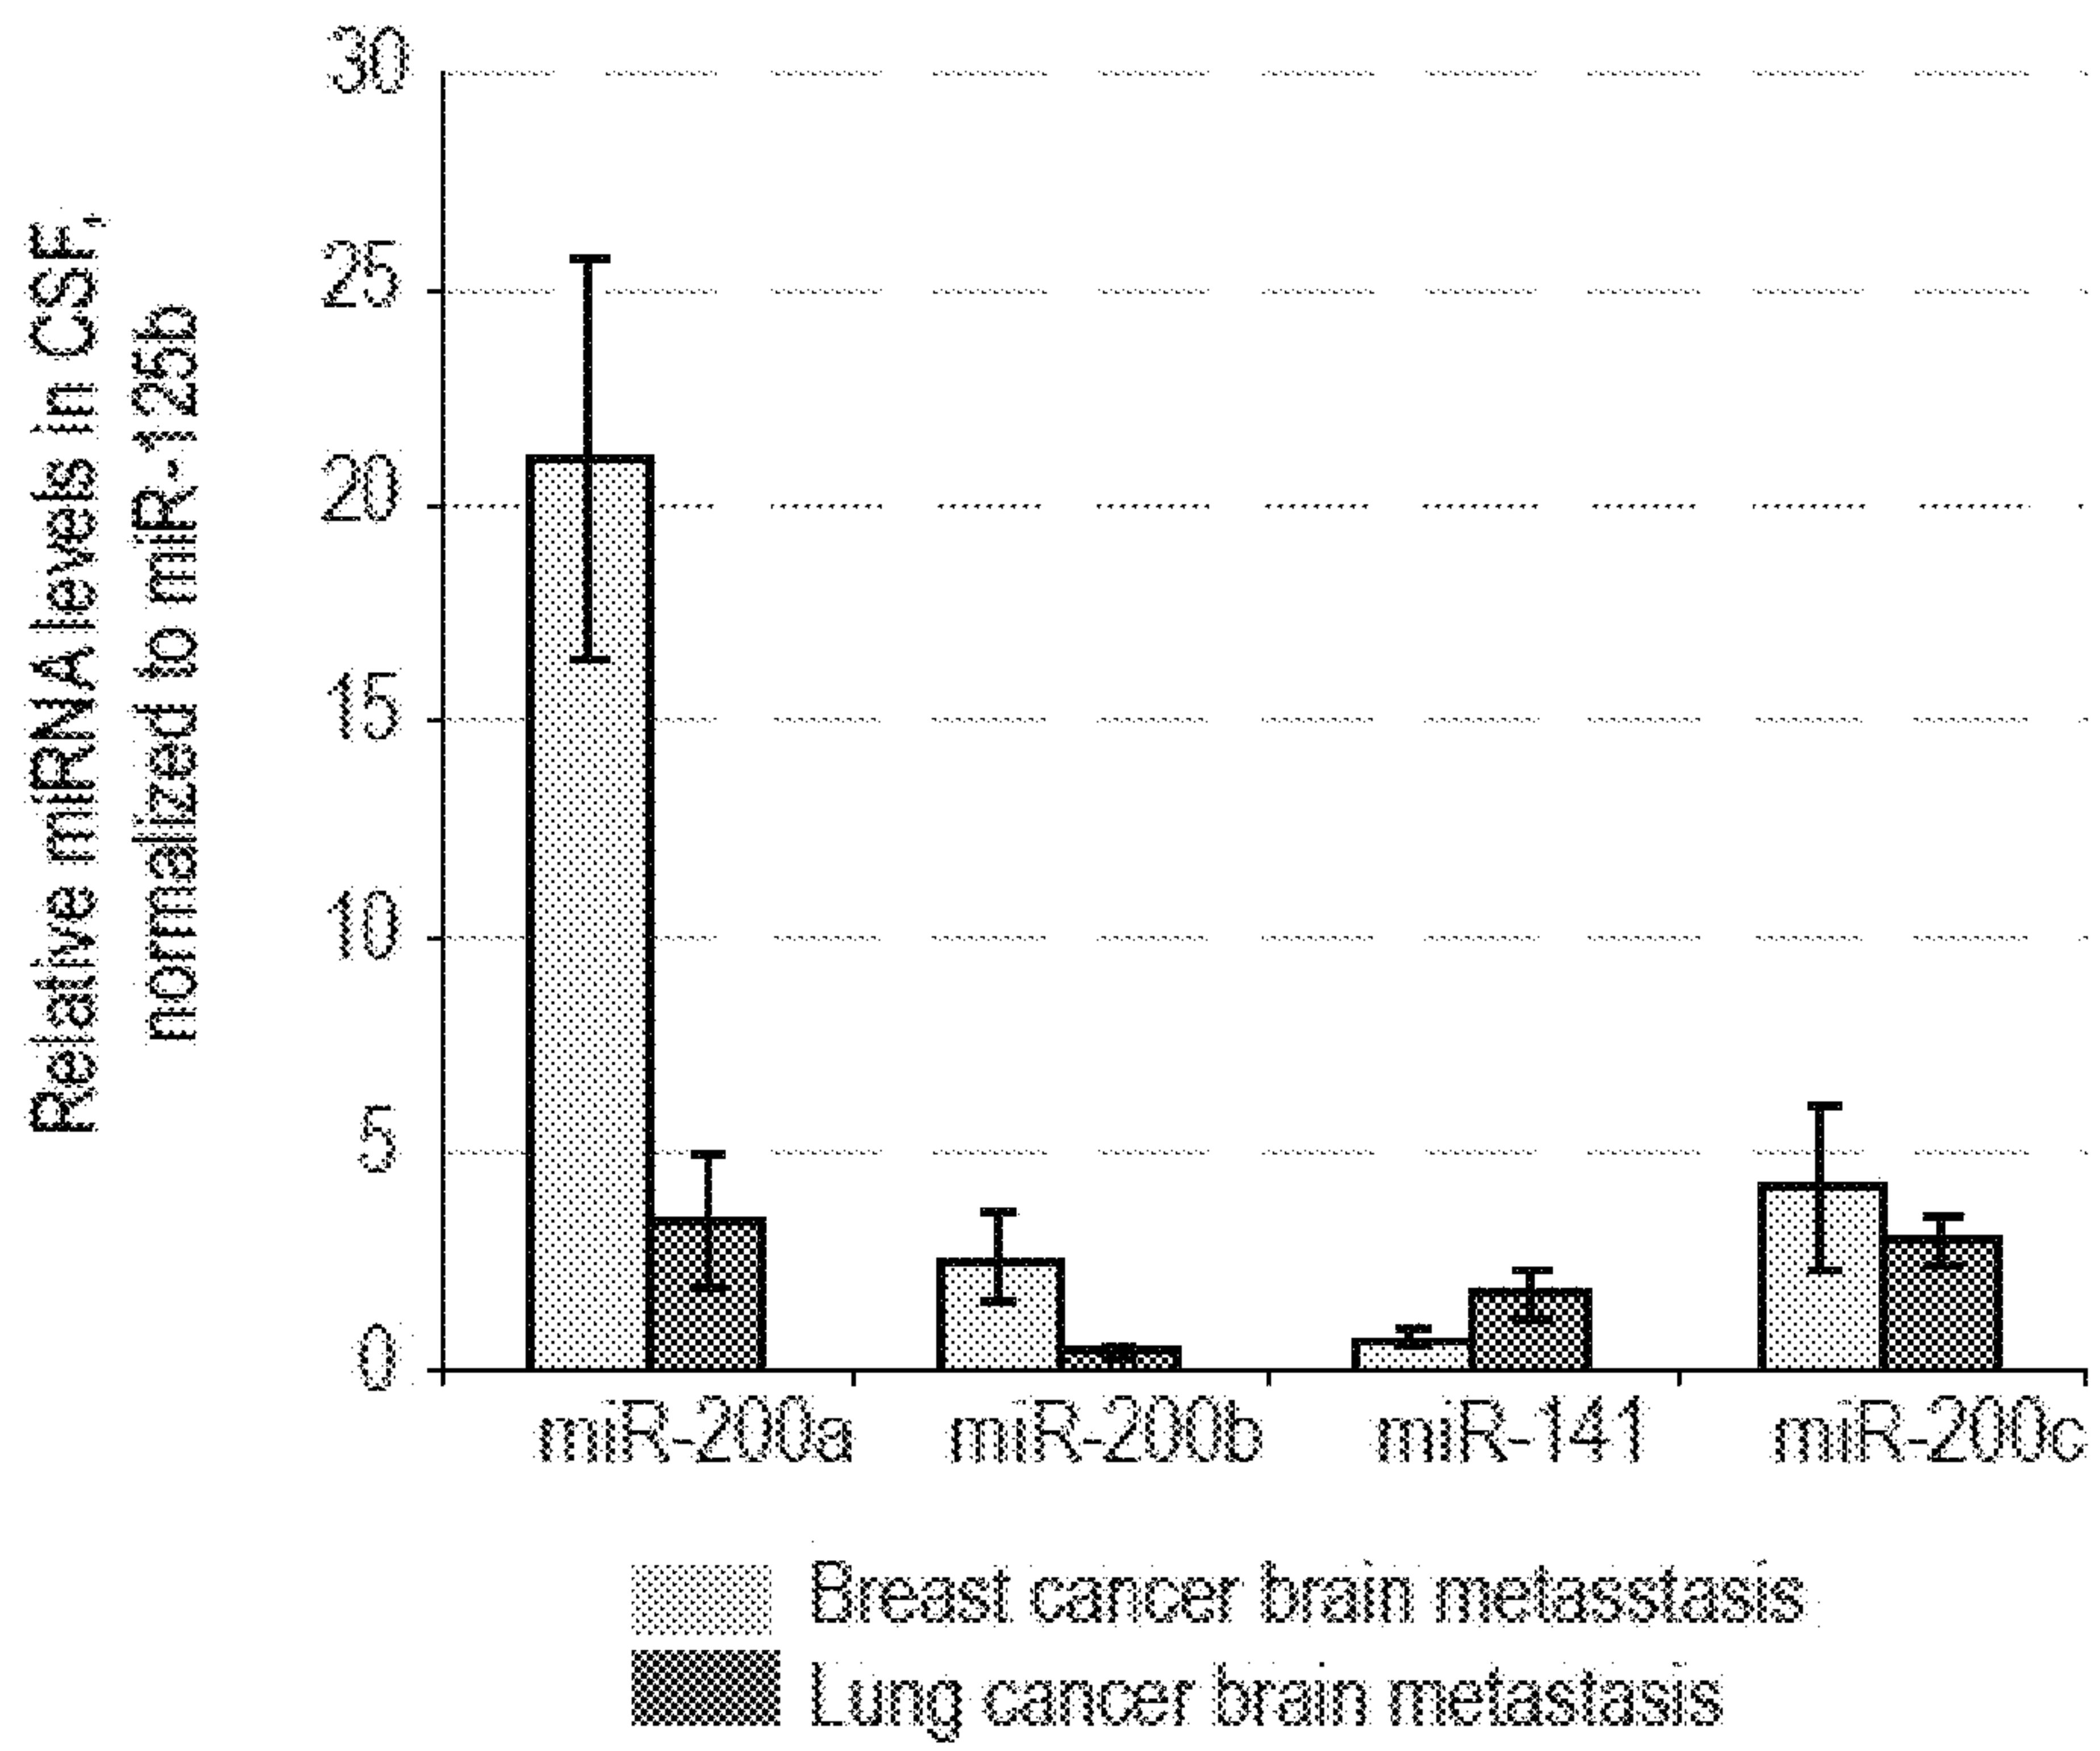 Relative miRNA levels in CSF,
normalized to miR-125b
30
25
20
15
10
5
0
miR-200a miR-200b miR-141 miR-200c
Breast cancer brain metasstasis
Lung cancer brain metastasis